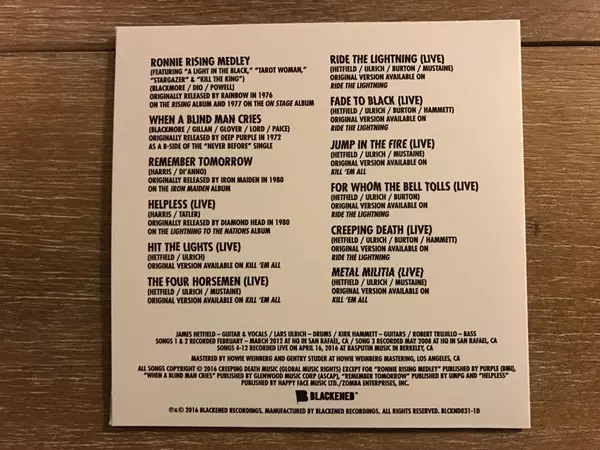 RONNIE RISING MEDLEY
(FEATURING "A LIGHT IN THE BLACK," "TAROT WOMAN,"
"STARGAZER" & "KILL THE KING")
(BLACKMORE / DIO / POWELL)
ORIGINALLY RELEASED BY RAINBOW IN 1976
ON THE RISING ALBUM AND 1977 ON THE ON STAGE ALBUM
WHEN A BLIND MAN CRIES
(BLACKMORE / GILLAN / GLOVER / LORD / PAICE)
ORIGINALLY RELEASED BY DEEP PURPLE IN 1972
AS A B-SIDE OF THE "NEVER BEFORE" SINGLE
REMEMBER TOMORROW
(HARRIS / DI'ANNO)
ORIGINALLY RELEASED BY IRON MAIDEN IN 1980
ON THE IRON MAIDEN ALBUM
HELPLESS (LIVE)
(HARRIS / TATLER)
ORIGINALLY RELEASED BY DIAMOND HEAD IN 1980
ON THE LIGHTNING TO THE NATIONS ALBUM
HIT THE LIGHTS (LIVE)
(HETFIELD / ULRICH)
ORIGINAL VERSION AVAILABLE ON KILL 'EM ALL
THE FOUR HORSEMEN (LIVE)
(HETFIELD / ULRICH / MUSTAINE)
ORIGINAL VERSION AVAILABLE ON KILL 'EM ALL
RIDE THE LIGHTNING (LIVE)
(HETFIELD / ULRICH / BURTON / MUSTAINE)
ORIGINAL VERSION AVAILABLE ON
RIDE THE LIGHTNING
FADE TO BLACK (LIVE)
(HETFIELD / ULRICH / BURTON / HAMMETT)
ORIGINAL VERSION AVAILABLE ON
RIDE THE LIGHTNING
JUMP IN THE FIRE (LIVE)
(HETFIELD / ULRICH / MUSTAINE)
ORIGINAL VERSION AVAILABLE ON
KILL 'EM ALL
FOR WHOM THE BELL TOLLS (LIVE)
(HETFIELD / ULRICH / BURTON)
ORIGINAL VERSION AVAILABLE ON
RIDE THE LIGHTNING
CREEPING DEATH (LIVE)
(HETFIELD / ULRICH / BURTON / HAMMETT)
ORIGINAL VERSION AVAILABLE ON
RIDE THE LIGHTNING
METAL MILITIA (LIVE)
(HETFIELD / ULRICH / MUSTAINE)
ORIGINAL VERSION AVAILABLE ON
KILL 'EM ALL
JAMES HETFIELD – GUITAR & VOCALS / LARS ULRICH – DRUMS / KIRK HAMMETT – GUITARS / ROBERT TRUJILLO – BASS
SONGS 1 & 2 RECORDED FEBRUARY – MARCH 2012 AT HQ IN SAN RAFAEL, CA / SONG 3 RECORDED MAY 2008 AT HQ IN SAN RAFAEL, CA
SONGS 4-12 RECORDED LIVE ON APRIL 16, 2016 AT RASPUTIN MUSIC IN BERKELEY, CA
MASTERED BY HOWIE WEINBERG AND GENTRY STUDER AT HOWIE WEINBERG MASTERING, LOS ANGELES, CA
ALL SONGS COPYRIGHT © 2016 CREEPING DEATH MUSIC (GLOBAL MUSIC RIGHTS) EXCEPT FOR "RONNIE RISING MEDLEY" PUBLISHED BY PURPLE (BMI),
"WHEN A BLIND MAN CRIES" PUBLISHED BY GLENWOOD MUSIC CORP (ASCAP), "REMEMBER TOMORROW" PUBLISHED BY UMPG AND "HELPLESS"
PUBLISHED BY HAPPY FACE MUSIC LTD./ZOMBA ENTERPRISES, INC.
BLACKENED
℗&© 2016 BLACKENED RECORDINGS. MANUFACTURED BY BLACKENED RECORDINGS. ALL RIGHTS RESERVED. BLCKND031-1D